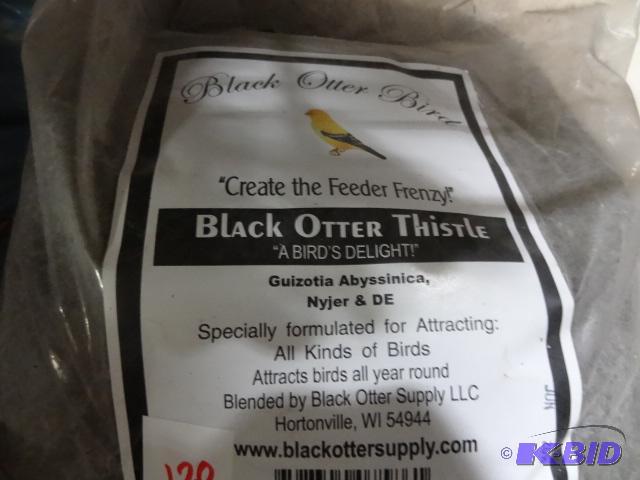 Black Otter Bird
"Create the Feeder Frenzy!"
BLACK OTTER THISTLE
"A BIRD'S DELIGHT!"
Guizotia Abyssinica,
Nyjer & DE
Specially formulated for Attracting:
All Kinds of Birds
Attracts birds all year round
Blended by Black Otter Supply LLC
Hortonville, WI 54944
www.blackottersupply.com
JUN
120
© K-BID